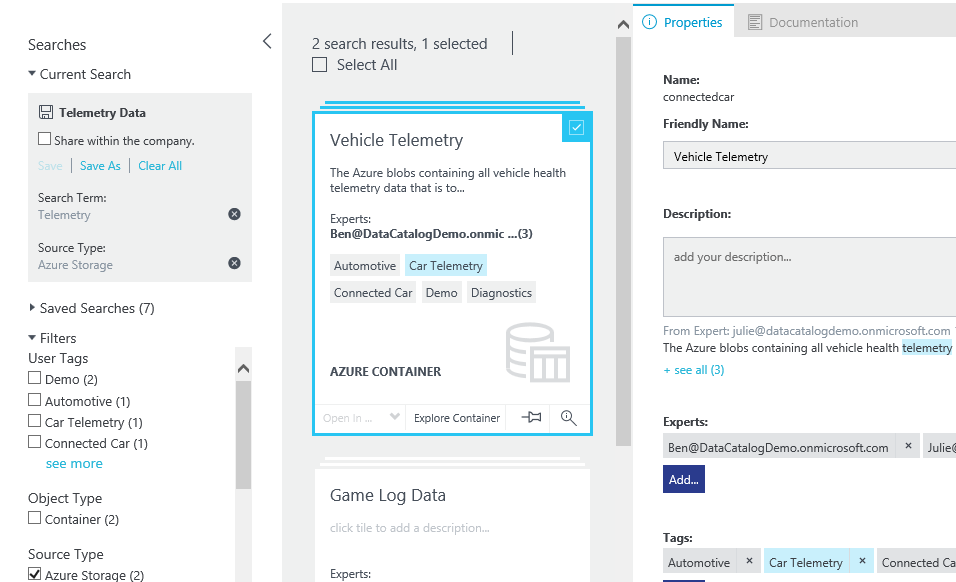 Searches
Current Search
Telemetry Data
Share within the company.
Save | Save As | Clear All
Search Term:
Telemetry
Source Type:
Azure Storage
Saved Searches (7)
Filters
User Tags
Demo (2)
Automotive (1)
Car Telemetry (1)
Connected Car (1)
see more
Object Type
Container (2)
Source Type
Azure Storage (2)
2 search results, 1 selected
Select All
Vehicle Telemetry
The Azure blobs containing all vehicle health
telemetry data that is to...
Experts:
Ben@DataCatalogDemo.onmic ...(3)
Automotive Car Telemetry
Connected Car Demo Diagnostics
AZURE CONTAINER
Open In ... Explore Container
Game Log Data
click tile to add a description...
Experts:
Properties Documentation
Name:
connectedcar
Friendly Name:
Vehicle Telemetry
Description:
add your description...
From Expert: julie@datacatalogdemo.onmicrosoft.com
The Azure blobs containing all vehicle health telemetry
+ see all (3)
Experts:
Ben@DataCatalogDemo.onmicrosoft.com × Julie@
Add...
Tags:
Automotive × Car Telemetry × Connected Ca